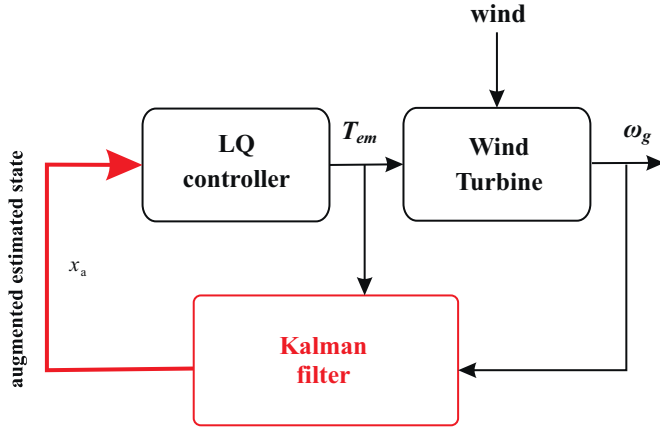 wind
LQ
controller
T_em
Wind
Turbine
ω_g
augmented estimated state
x_a
Kalman
filter